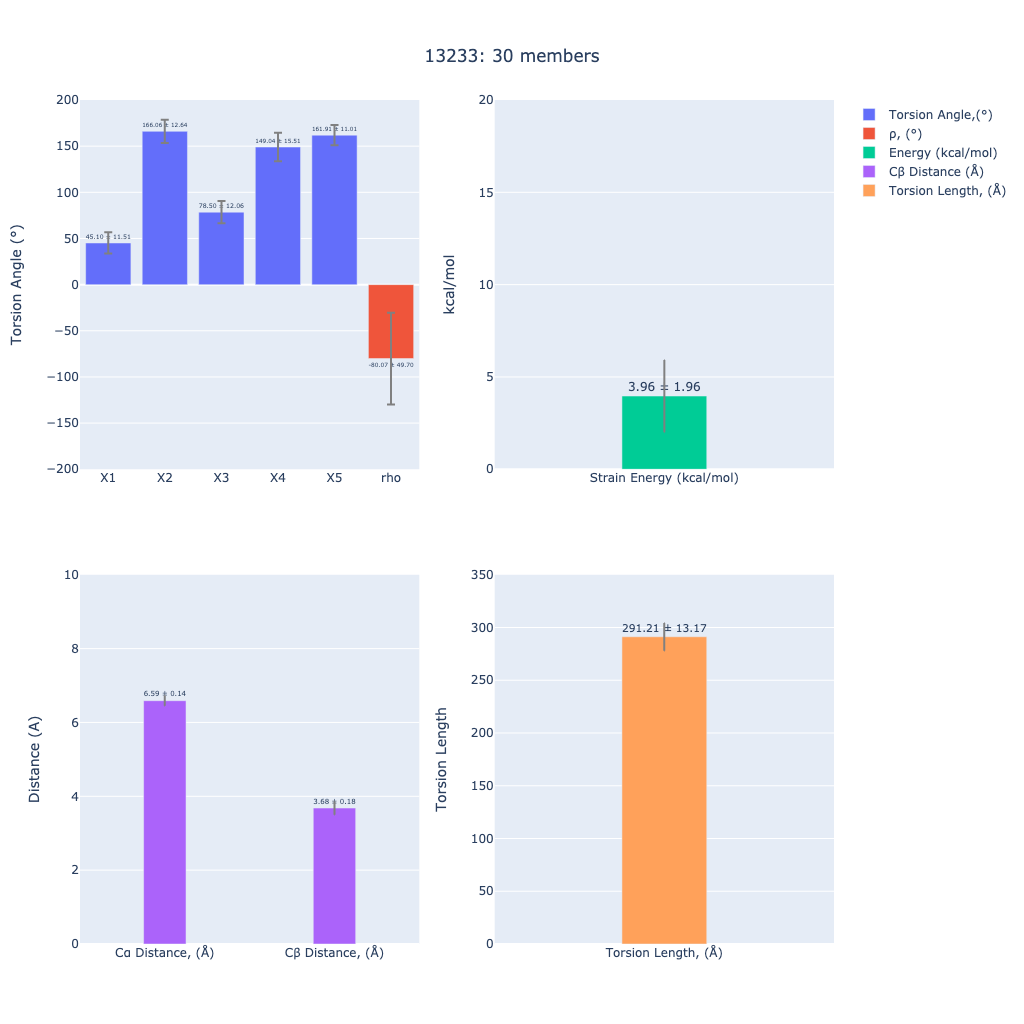 13233: 30 members
Torsion Angle (°)
200
150
100
50
0
−50
−100
−150
−200
45.10 ± 11.51
166.06 ± 12.64
78.50 ± 12.06
149.04 ± 15.51
161.91 ± 11.01
-80.07 ± 49.70
X1 X2 X3 X4 X5 rho
kcal/mol
20
15
10
5
0
3.96 ± 1.96
Strain Energy (kcal/mol)
Torsion Angle,(°)
ρ, (°)
Energy (kcal/mol)
Cβ Distance (Å)
Torsion Length, (Å)
Distance (A)
10
8
6
4
2
0
6.59 ± 0.14
3.68 ± 0.18
Cα Distance, (Å) Cβ Distance, (Å)
Torsion Length
350
300
250
200
150
100
50
0
291.21 ± 13.17
Torsion Length, (Å)